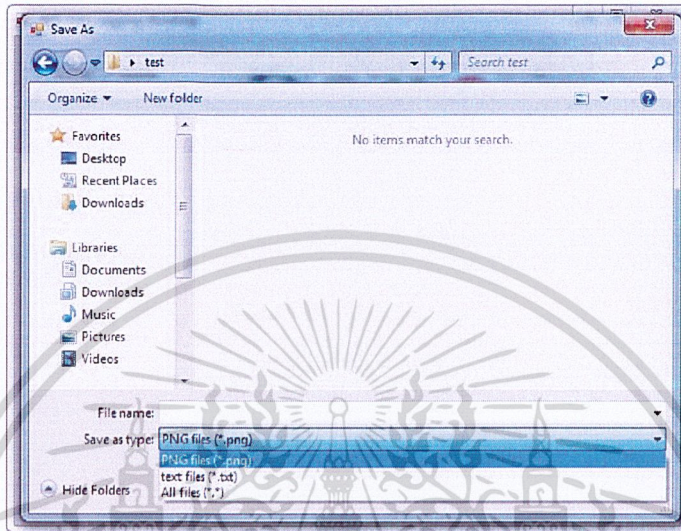 Save As
test
Search test
Organize
New folder
Favorites
Desktop
Recent Places
Downloads
Libraries
Documents
Downloads
Music
Pictures
Videos
No items match your search.
File name:
Save as type: PNG files (*.png)
PNG files (*.png)
text files (*.txt)
All files (*.*)
Hide Folders